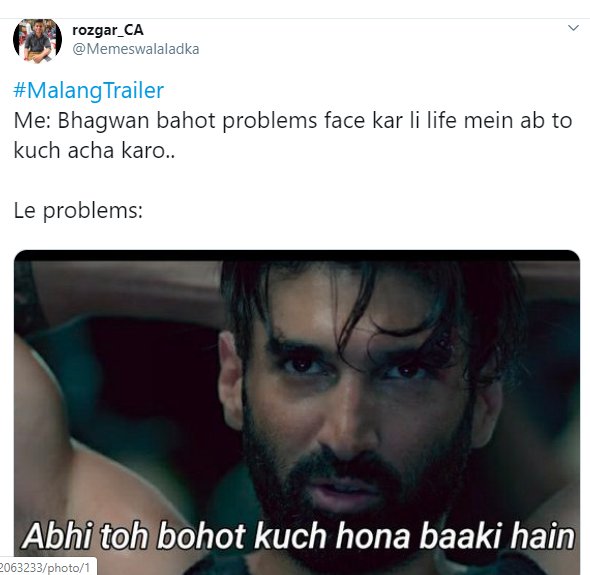 rozgar_CA
@Memeswalaladka
#MalangTrailer
Me: Bhagwan bahot problems face kar li life mein ab to
kuch acha karo..
Le problems:
Abhi toh bohot kuch hona baaki hain
2063233/photo/1